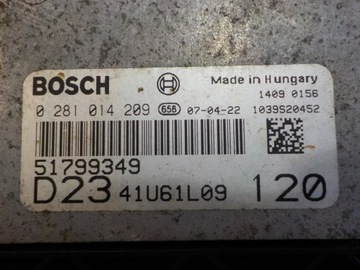 BOSCH
Made in Hungary
1409 0156
0 281 014 209 658 07-04-22 1039S20452
51799349
D23 41U61L09 120